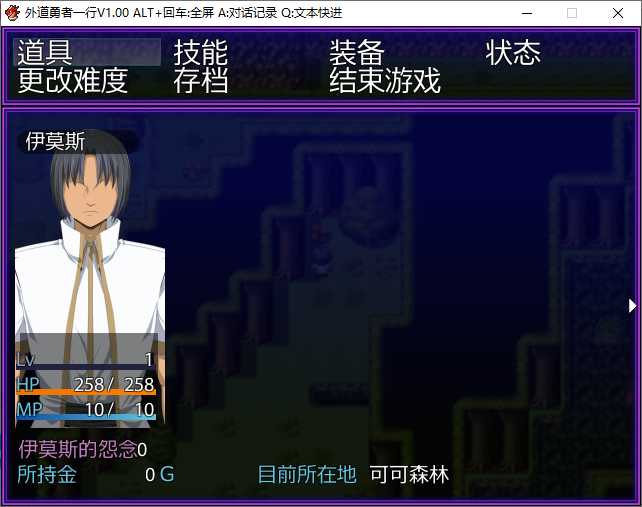 外道勇者一行V1.00 ALT+回车:全屏 A:对话记录 Q:文本快进
道具 技能 装备 状态
更改难度 存档 结束游戏
伊莫斯
Lv 1
HP 258/ 258
MP 10/ 10
伊莫斯的怨念0
所持金 0 G 目前所在地 可可森林